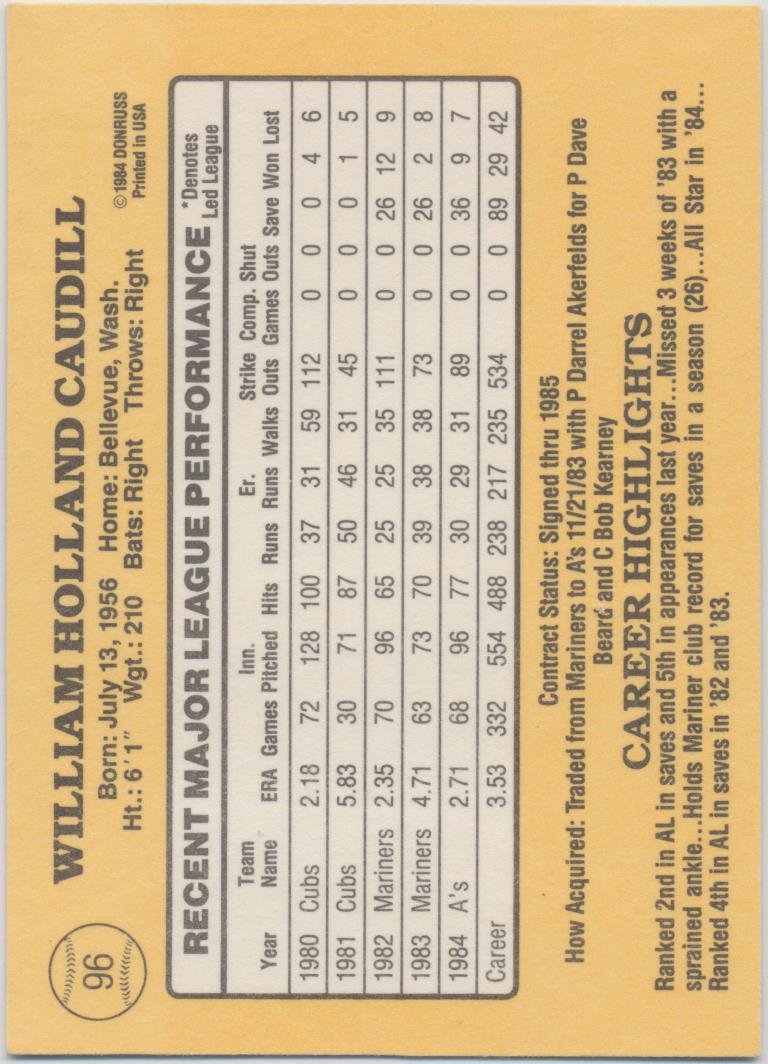 96
WILLIAM HOLLAND CAUDILL
©1984 DONRUSS
Printed in USA
Born: July 13, 1956 Home: Bellevue, Wash.
Ht.: 6'1" Wgt.: 210 Bats: Right Throws: Right
RECENT MAJOR LEAGUE PERFORMANCE *Denotes Led League
Year Team Name ERA Games Inn. Pitched Hits Runs Er. Runs Walks Strike Outs Comp. Games Shut Outs Save Won Lost
1980 Cubs 2.18 72 128 100 37 31 59 112 0 0 0 4 6
1981 Cubs 5.83 30 71 87 50 46 31 45 0 0 0 1 5
1982 Mariners 2.35 70 96 65 25 25 35 111 0 0 26 12 9
1983 Mariners 4.71 63 73 70 39 38 38 73 0 0 26 2 8
1984 A's 2.71 68 96 77 30 29 31 89 0 0 36 9 7
Career 3.53 332 554 488 238 217 235 534 0 0 89 29 42
Contract Status: Signed thru 1985
How Acquired: Traded from Mariners to A's 11/21/83 with P Darrel Akerfelds for P Dave
Beard and C Bob Kearney
CAREER HIGHLIGHTS
Ranked 2nd in AL in saves and 5th in appearances last year...Missed 3 weeks of '83 with a
sprained ankle...Holds Mariner club record for saves in a season (26)...All Star in '84...
Ranked 4th in AL in saves in '82 and '83.